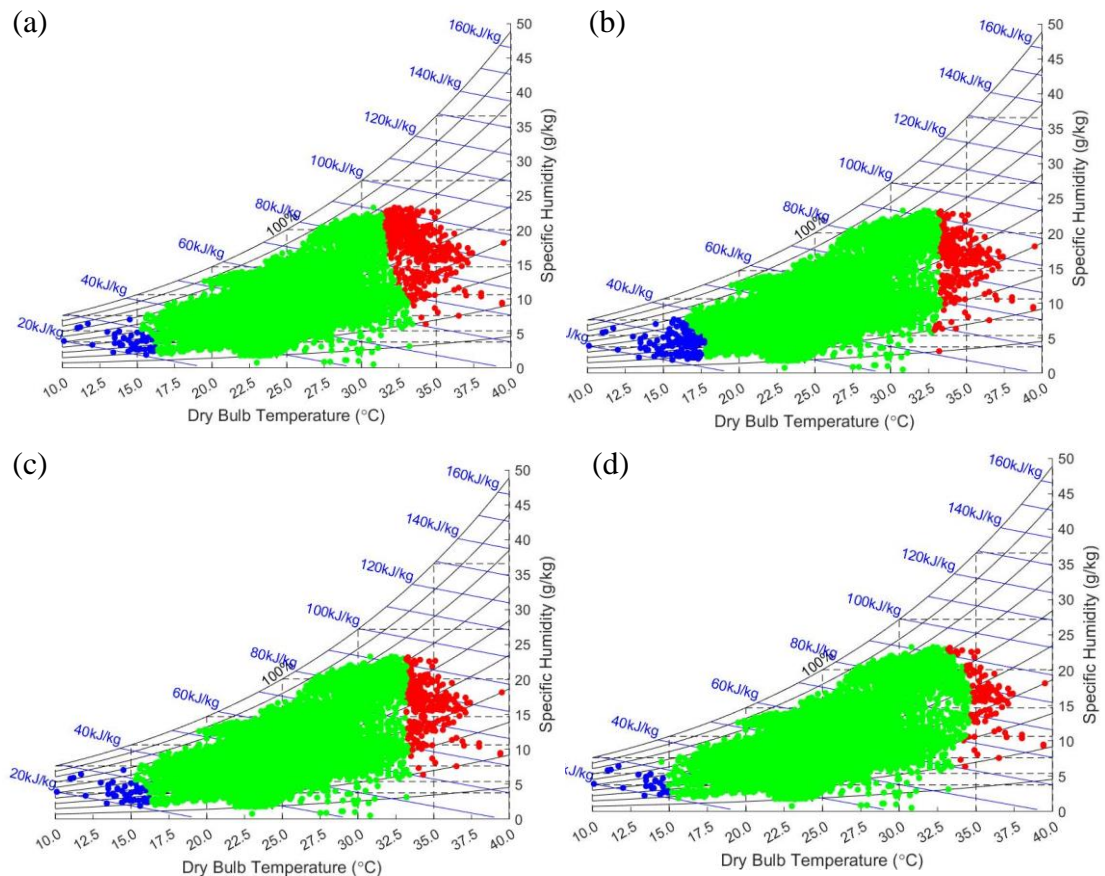 (a)
160kJ/kg
140kJ/kg
120kJ/kg
100kJ/kg
80kJ/kg
100%
60kJ/kg
40kJ/kg
20kJ/kg
50
45
40
35
30
25
20
15
10
5
0
Specific Humidity (g/kg)
10.0 12.5 15.0 17.5 20.0 22.5 25.0 27.5 30.0 32.5 35.0 37.5 40.0
Dry Bulb Temperature (°C)
(b)
160kJ/kg
140kJ/kg
120kJ/kg
100kJ/kg
80kJ/kg
100%
60kJ/kg
40kJ/kg
J/kg
50
45
40
35
30
25
20
15
10
5
0
Specific Humidity (g/kg)
10.0 12.5 15.0 17.5 20.0 22.5 25.0 27.5 30.0 32.5 35.0 37.5 40.0
Dry Bulb Temperature (°C)
(c)
160kJ/kg
140kJ/kg
120kJ/kg
100kJ/kg
80kJ/kg
100%
60kJ/kg
40kJ/kg
20kJ/kg
50
45
40
35
30
25
20
15
10
5
0
Specific Humidity (g/kg)
10.0 12.5 15.0 17.5 20.0 22.5 25.0 27.5 30.0 32.5 35.0 37.5 40.0
Dry Bulb Temperature (°C)
(d)
160kJ/kg
140kJ/kg
120kJ/kg
100kJ/kg
80kJ/kg
100%
60kJ/kg
40kJ/kg
kJ/kg
50
45
40
35
30
25
20
15
10
5
0
Specific Humidity (g/kg)
10.0 12.5 15.0 17.5 20.0 22.5 25.0 27.5 30.0 32.5 35.0 37.5 40.0
Dry Bulb Temperature (°C)